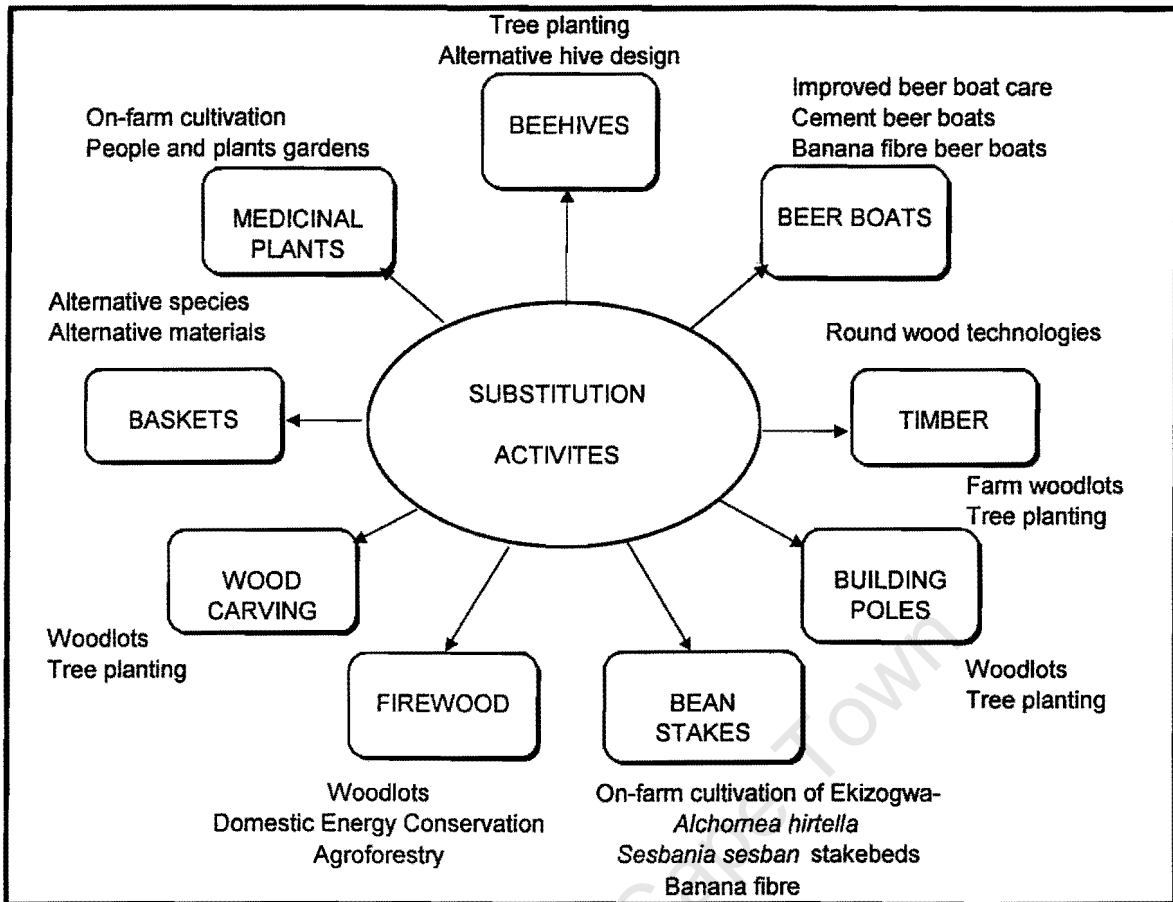 Tree planting
Alternative hive design
BEEHIVES
Improved beer boat care
Cement beer boats
Banana fibre beer boats
BEER BOATS
On-farm cultivation
People and plants gardens
MEDICINAL
PLANTS
Alternative species
Alternative materials
BASKETS
SUBSTITUTION
ACTIVITES
Round wood technologies
TIMBER
Farm woodlots
Tree planting
WOOD
CARVING
Woodlots
Tree planting
BUILDING
POLES
Woodlots
Tree planting
FIREWOOD
Woodlots
Domestic Energy Conservation
Agroforestry
BEAN
STAKES
On-farm cultivation of Ekizogwa-
Alchornea hirtella
Sesbania sesban stakebeds
Banana fibre
Cape Town